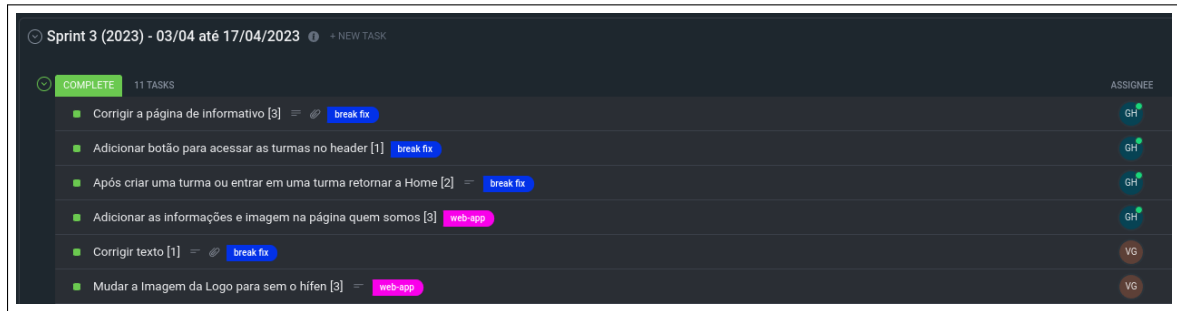 Sprint 3 (2023) - 03/04 até 17/04/2023 + NEW TASK
COMPLETE 11 TASKS ASSIGNEE
Corrigir a página de informativo [3] break fix GH
Adicionar botão para acessar as turmas no header [1] break fix GH
Após criar uma turma ou entrar em uma turma retornar a Home [2] break fix GH
Adicionar as informações e imagem na página quem somos [3] web-app GH
Corrigir texto [1] break fix VG
Mudar a Imagem da Logo para sem o hífen [3] web-app VG